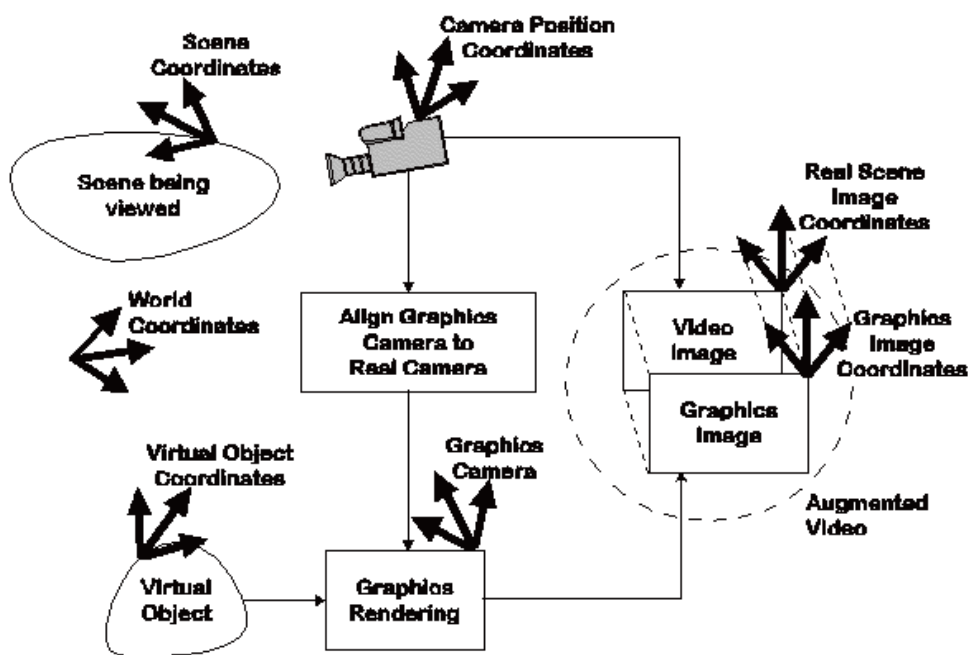 Scene
Coordinates
Camera Position
Coordinates
Scene being
viewed
Real Scene
Image
Coordinates
World
Coordinates
Align Graphics
Camera to
Real Camera
Video
Image
Graphics
Image
Coordinates
Graphics
Image
Virtual Object
Coordinates
Graphics
Camera
Augmented
Video
Virtual
Object
Graphics
Rendering